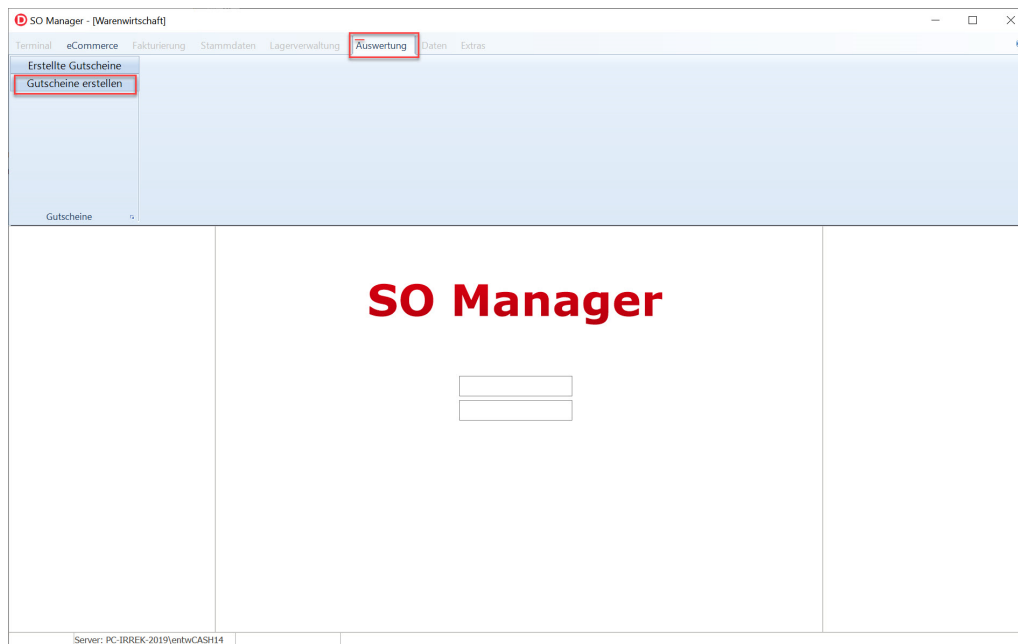 SO Manager - [Warenwirtschaft]
Terminal eCommerce Fakturierung Stammdaten Lagerverwaltung Auswertung Daten Extras
Erstellte Gutscheine
Gutscheine erstellen
Gutscheine
SO Manager
Server: PC-IRREK-2019\entwCASH14